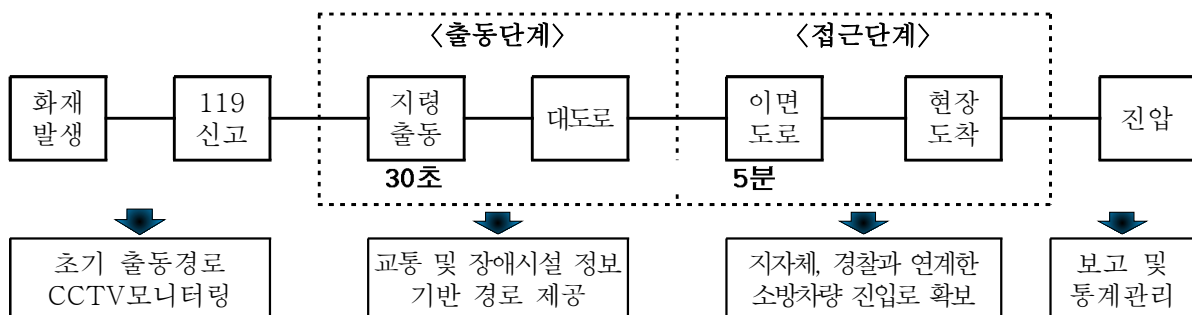 〈출동단계〉 〈접근단계〉
화재
발생
119
신고
지령
출동
대도로
이면
도로
현장
도착
진압
30초 5분
초기 출동경로
CCTV모니터링
교통 및 장애시설 정보
기반 경로 제공
지자체, 경찰과 연계한
소방차량 진입로 확보
보고 및
통계관리